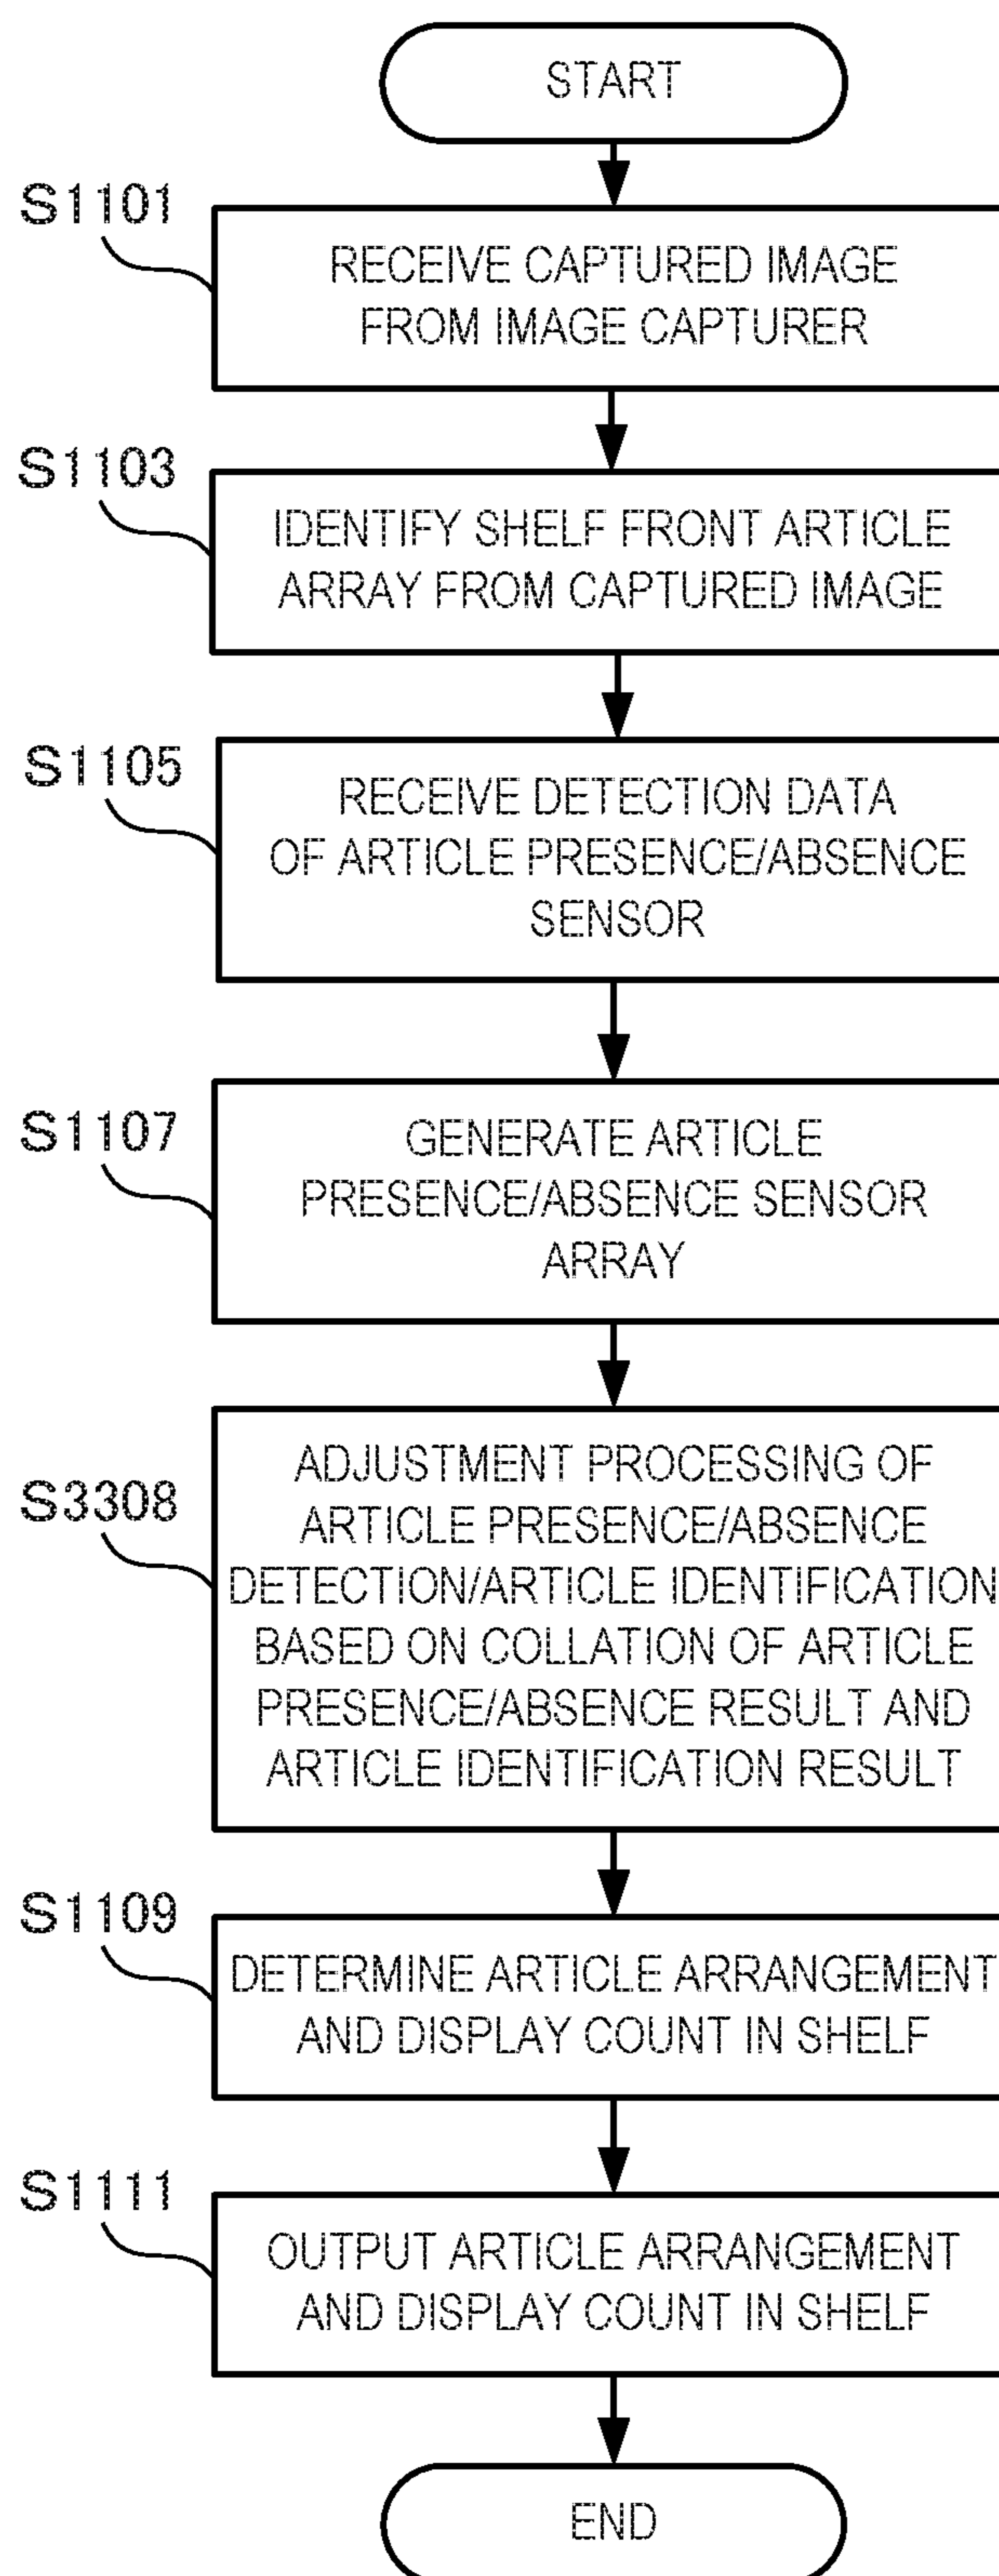 START
S1101
RECEIVE CAPTURED IMAGE
FROM IMAGE CAPTURER
S1103
IDENTIFY SHELF FRONT ARTICLE
ARRAY FROM CAPTURED IMAGE
S1105
RECEIVE DETECTION DATA
OF ARTICLE PRESENCE/ABSENCE
SENSOR
S1107
GENERATE ARTICLE
PRESENCE/ABSENCE SENSOR
ARRAY
S3308
ADJUSTMENT PROCESSING OF
ARTICLE PRESENCE/ABSENCE
DETECTION/ARTICLE IDENTIFICATION
BASED ON COLLATION OF ARTICLE
PRESENCE/ABSENCE RESULT AND
ARTICLE IDENTIFICATION RESULT
S1109
DETERMINE ARTICLE ARRANGEMENT
AND DISPLAY COUNT IN SHELF
S1111
OUTPUT ARTICLE ARRANGEMENT
AND DISPLAY COUNT IN SHELF
END